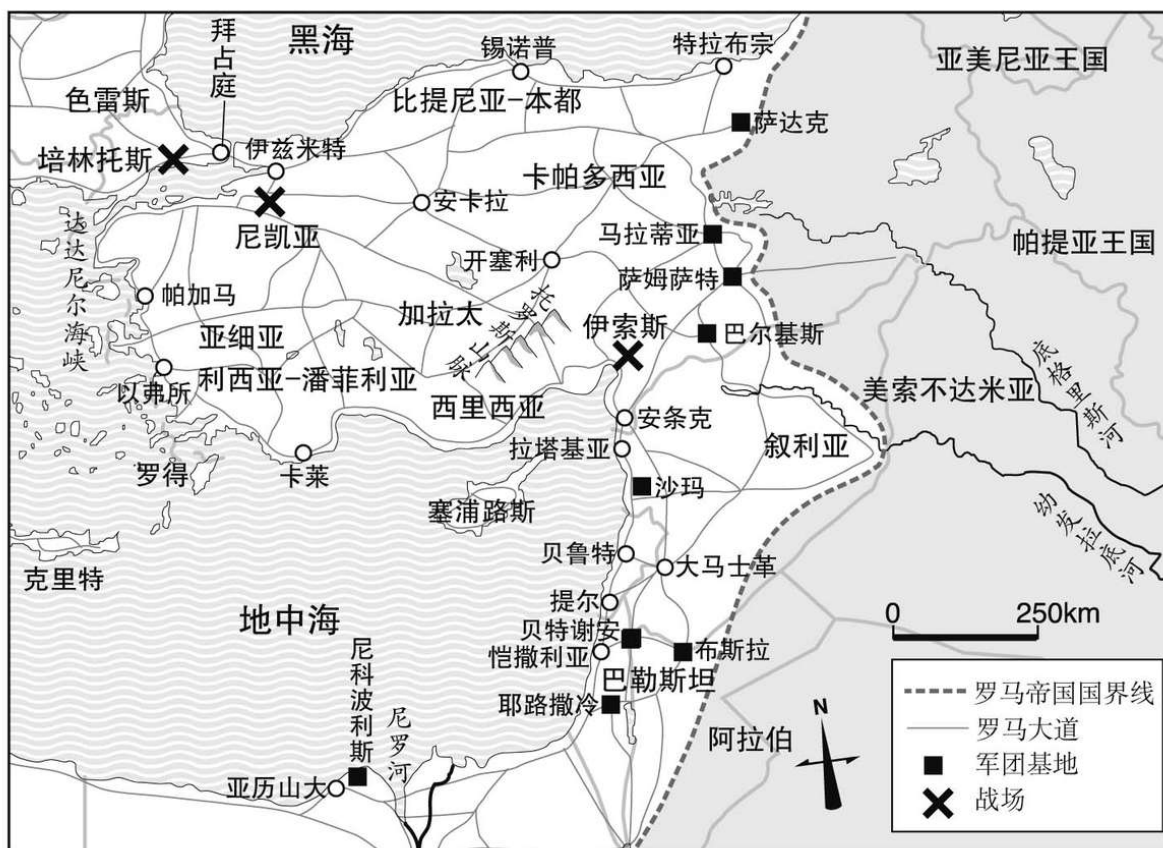 黑海
拜占庭
锡诺普
特拉布宗
亚美尼亚王国
色雷斯
比提尼亚-本都
萨达克
培林托斯
伊兹米特
卡帕多西亚
安卡拉
尼凯亚
马拉蒂亚
帕提亚王国
达达尼尔海峡
开塞利
萨姆萨特
帕加马
加拉太
托罗斯山脉
伊索斯
巴尔基斯
亚细亚
底格里斯河
以弗所
利西亚-潘菲利亚
西里西亚
美索不达米亚
安条克
叙利亚
拉塔基亚
罗得
卡莱
沙玛
塞浦路斯
幼发拉底河
克里特
贝鲁特
大马士革
地中海
提尔
0 250km
贝特谢安
恺撒利亚
布斯拉
巴勒斯坦
尼科波利斯
尼罗河
耶路撒冷
阿拉伯
亚历山大
N
罗马帝国国界线
罗马大道
军团基地
战场